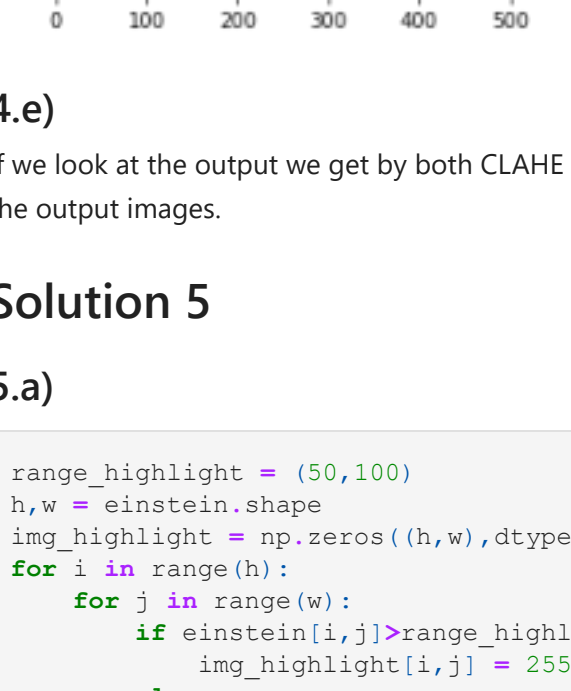 0 100 200 300 400 500
4.e)
f we look at the output we get by both CLAHE
he output images.
Solution 5
5.a)
range_highlight = (50,100)
h,w = einstein.shape
img_highlight = np.zeros((h,w),dtype
for i in range(h):
    for j in range(w):
        if einstein[i,j]>range_highl
            img_highlight[i,j] = 255